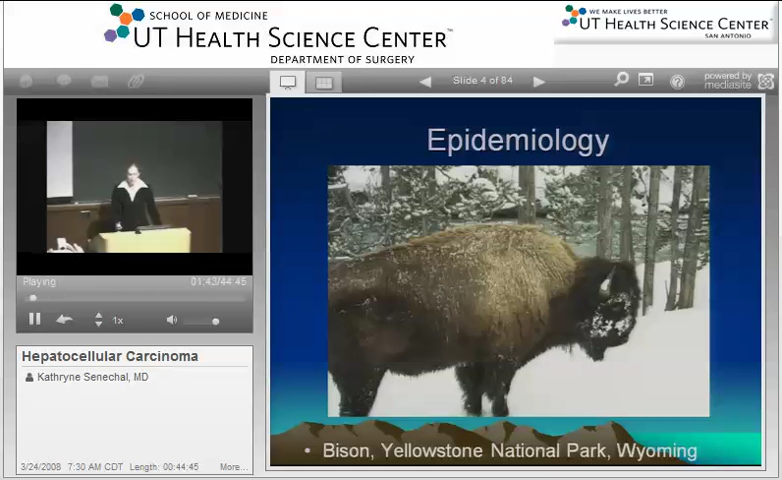 SCHOOL OF MEDICINE
UT HEALTH SCIENCE CENTER™
DEPARTMENT OF SURGERY
WE MAKE LIVES BETTER
UT HEALTH SCIENCE CENTER™
SAN ANTONIO
Slide 4 of 84
powered by
mediasite
Playing
01:43/44:45
1x
Hepatocellular Carcinoma
Kathryne Senechal, MD
3/24/2008 7:30 AM CDT Length: 00:44:45 More...
Epidemiology
• Bison, Yellowstone National Park, Wyoming